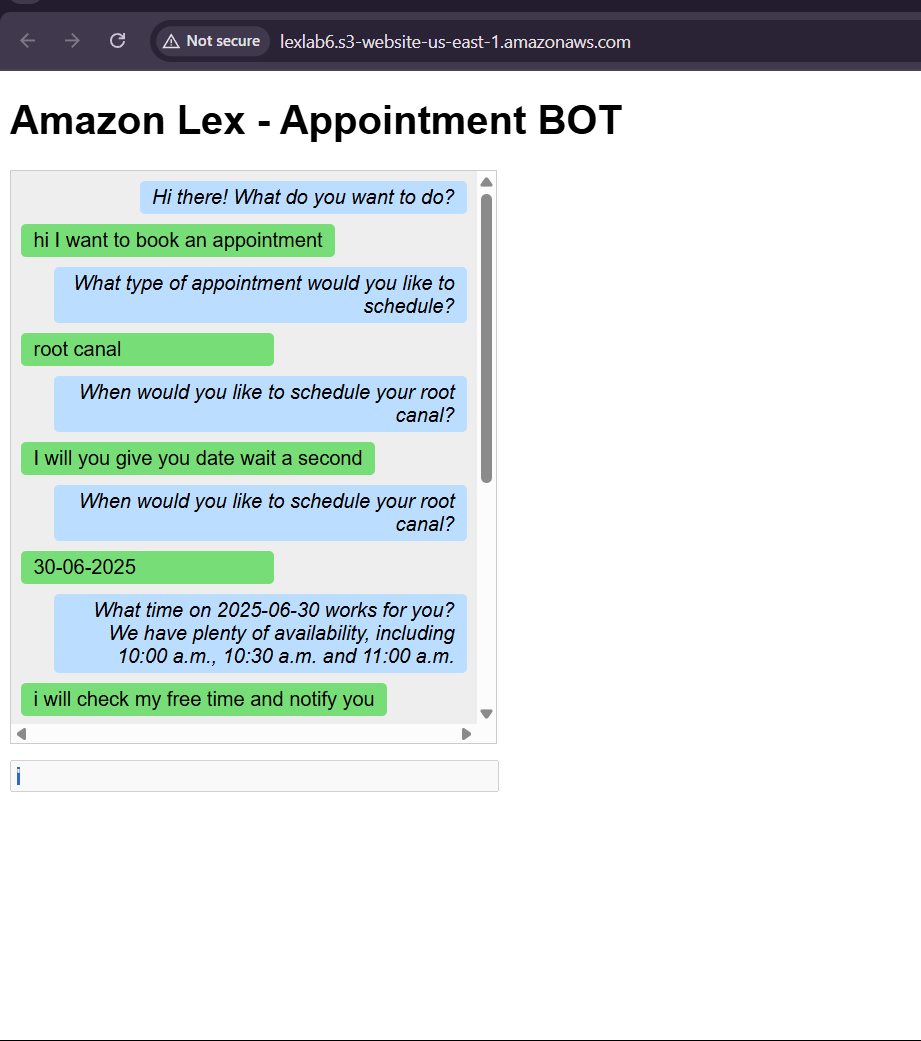 Not secure lexlab6.s3-website-us-east-1.amazonaws.com
Amazon Lex - Appointment BOT
Hi there! What do you want to do?
hi I want to book an appointment
What type of appointment would you like to
schedule?
root canal
When would you like to schedule your root
canal?
I will you give you date wait a second
When would you like to schedule your root
canal?
30-06-2025
What time on 2025-06-30 works for you?
We have plenty of availability, including
10:00 a.m., 10:30 a.m. and 11:00 a.m.
i will check my free time and notify you
i